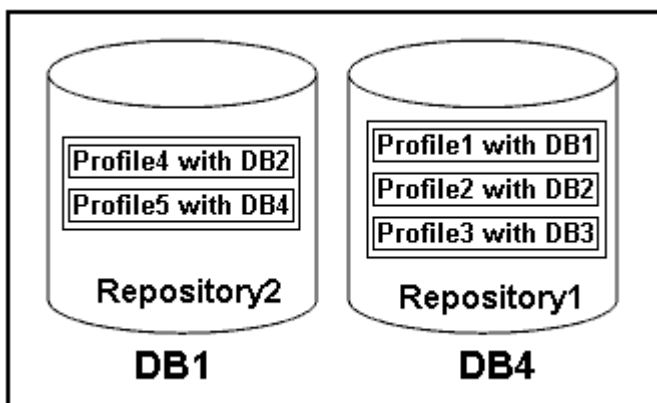 Profile4 with DB2
Profile5 with DB4
Repository2
DB1
Profile1 with DB1
Profile2 with DB2
Profile3 with DB3
Repository1
DB4